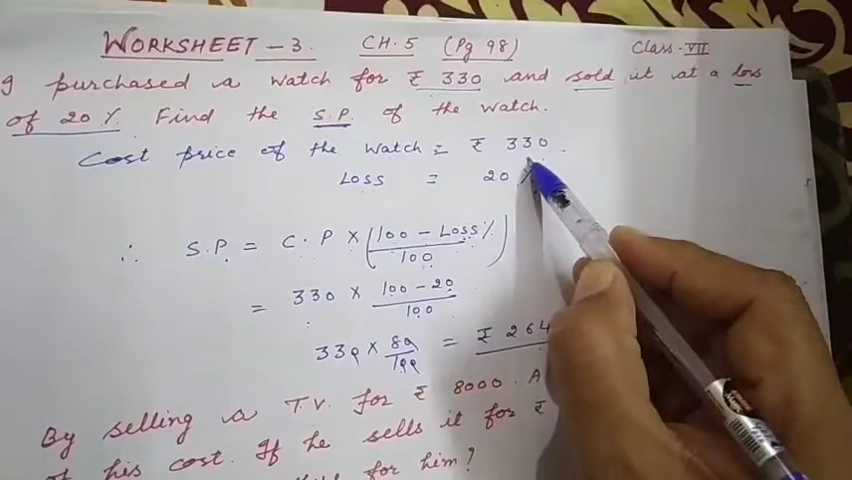 WORKSHEET - 3. CH. 5 (Pg 98) Class - VII
g purchased a watch for ₹ 330 and sold it at a loss
of 20 %. Find the S.P. of the watch.
Cost price of the watch = ₹ 330.
Loss = 20
∴ S.P = C.P × (100 - Loss% / 100)
= 330 × 100 - 20 / 100
330 × 80 / 100 = ₹ 264
By selling a T.V. for ₹ 8000. A
of his cost. If he sells it for ₹
for him?